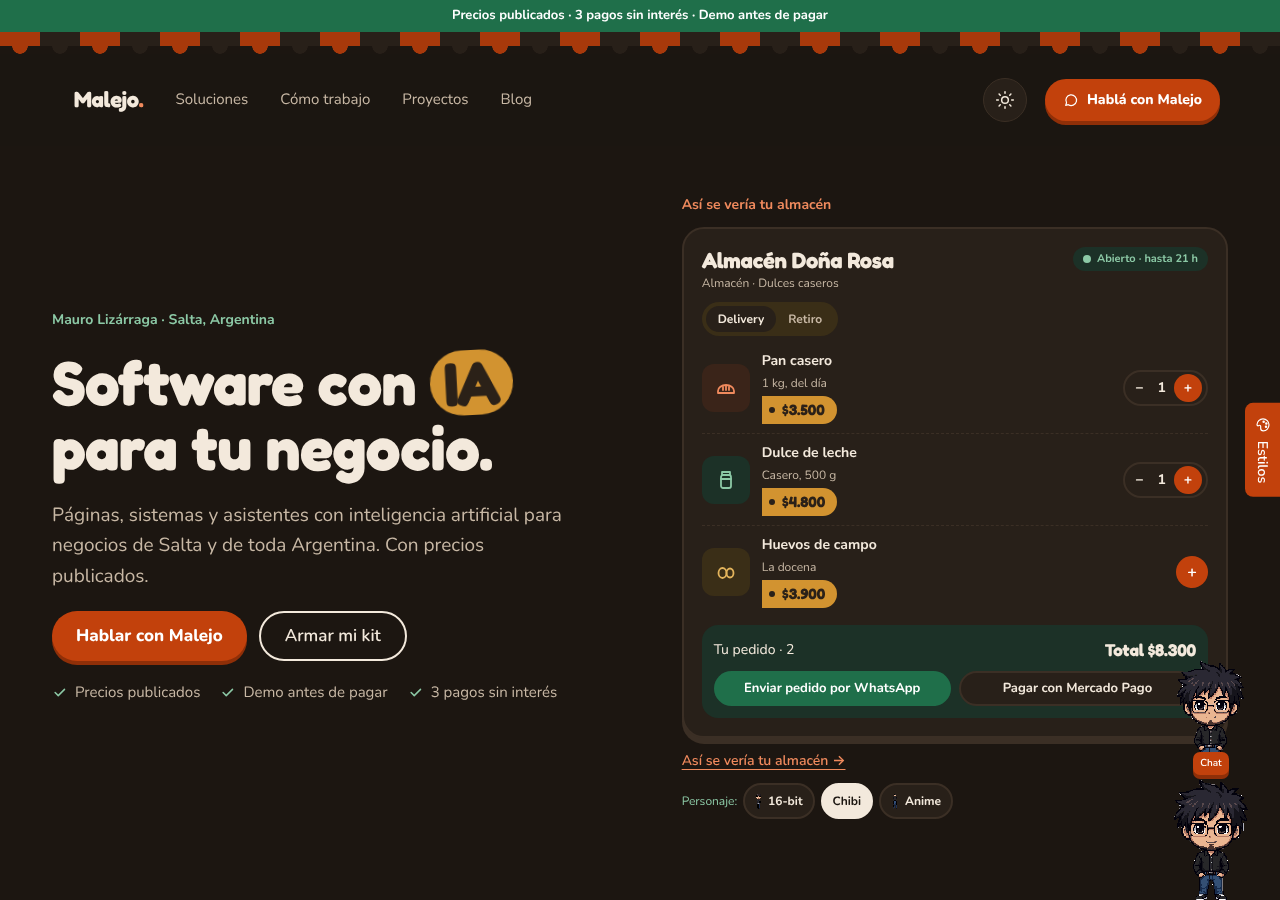 Precios publicados · 3 pagos sin interés · Demo antes de pagar
Malejo.
Soluciones
Cómo trabajo
Proyectos
Blog
Hablá con Malejo
Mauro Lizárraga · Salta, Argentina
Software con IA
para tu negocio.
Páginas, sistemas y asistentes con inteligencia artificial para
negocios de Salta y de toda Argentina. Con precios
publicados.
Hablar con Malejo
Armar mi kit
Precios publicados
Demo antes de pagar
3 pagos sin interés
Así se vería tu almacén
Almacén Doña Rosa
Abierto · hasta 21 h
Almacén · Dulces caseros
Delivery
Retiro
Pan casero
1 kg, del día
$3.500
− 1 +
Dulce de leche
Casero, 500 g
$4.800
− 1 +
Huevos de campo
La docena
$3.900
+
Tu pedido · 2
Total $8.300
Enviar pedido por WhatsApp
Pagar con Mercado Pago
Así se vería tu almacén →
Personaje:
16-bit
Chibi
Anime
Estilos
Chat